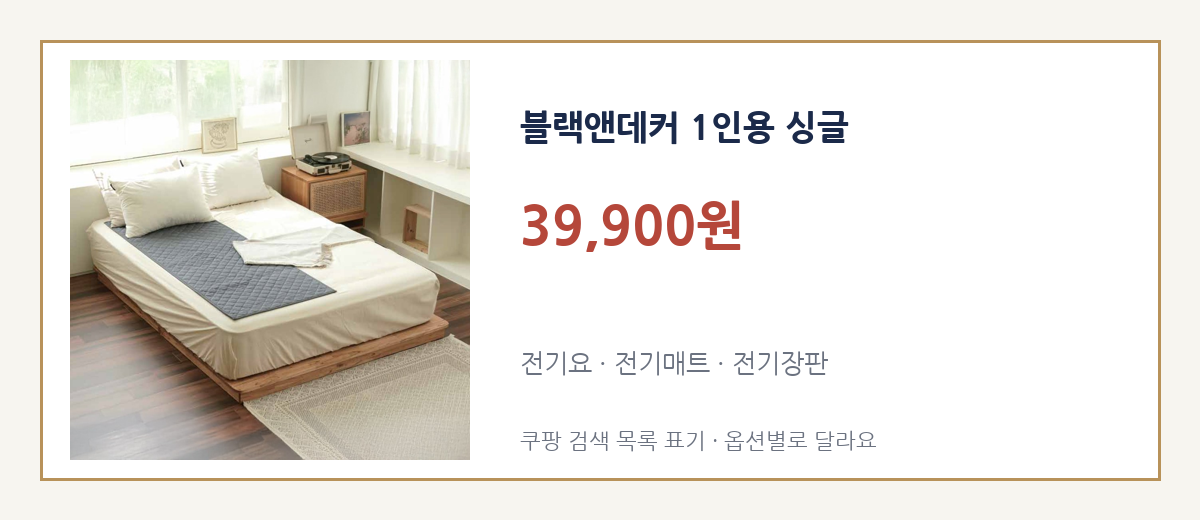 블랙앤데커 1인용 싱글
39,900원
전기요 · 전기매트 · 전기장판
쿠팡 검색 목록 표기 · 옵션별로 달라요